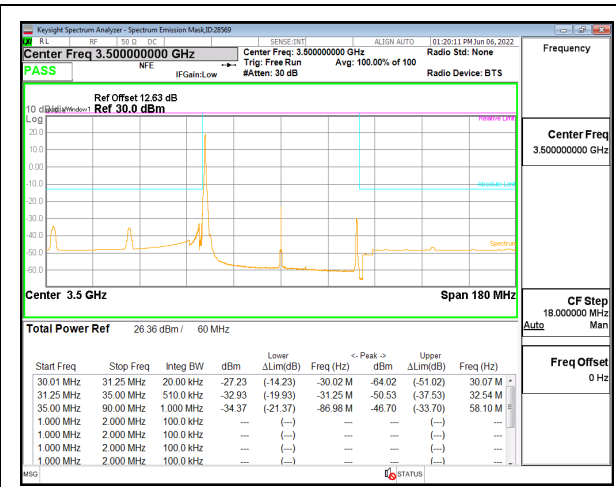 Keysight Spectrum Analyzer - Spectrum Emission Mask,ID:28569
RL RF 50 Ω DC SENSE:INT ALIGN AUTO 01:20:11 PM Jun 06, 2022
Center Freq 3.500000000 GHz
Center Freq: 3.500000000 GHz
Radio Std: None
Frequency
NFE
Trig: Free Run
Avg: 100.00% of 100
PASS
IFGain:Low
#Atten: 30 dB
Radio Device: BTS
Ref Offset 12.63 dB
10 dB/div
Window1
Ref 30.0 dBm
Log
Relative Limit
20.0
10.0
0.00
-10.0
Absolute Limit
-20.0
-30.0
-40.0
Spectrum
-50.0
-60.0
Center 3.5 GHz
Span 180 MHz
Center Freq
3.500000000 GHz
CF Step
18.000000 MHz
Auto Man
Freq Offset
0 Hz
Total Power Ref 26.36 dBm / 60 MHz
Lower <- Peak -> Upper
Start Freq Stop Freq Integ BW dBm ΔLim(dB) Freq (Hz) dBm ΔLim(dB) Freq (Hz)
30.01 MHz 31.25 MHz 20.00 kHz -27.23 (-14.23) -30.02 M -64.02 (-51.02) 30.07 M
31.25 MHz 35.00 MHz 510.0 kHz -32.93 (-19.93) -31.25 M -50.53 (-37.53) 32.54 M
35.00 MHz 90.00 MHz 1.000 MHz -34.37 (-21.37) -86.98 M -46.70 (-33.70) 58.10 M
1.000 MHz 2.000 MHz 100.0 kHz --- (---) --- --- (---) ---
1.000 MHz 2.000 MHz 100.0 kHz --- (---) --- --- (---) ---
1.000 MHz 2.000 MHz 100.0 kHz --- (---) --- --- (---) ---
MSG STATUS